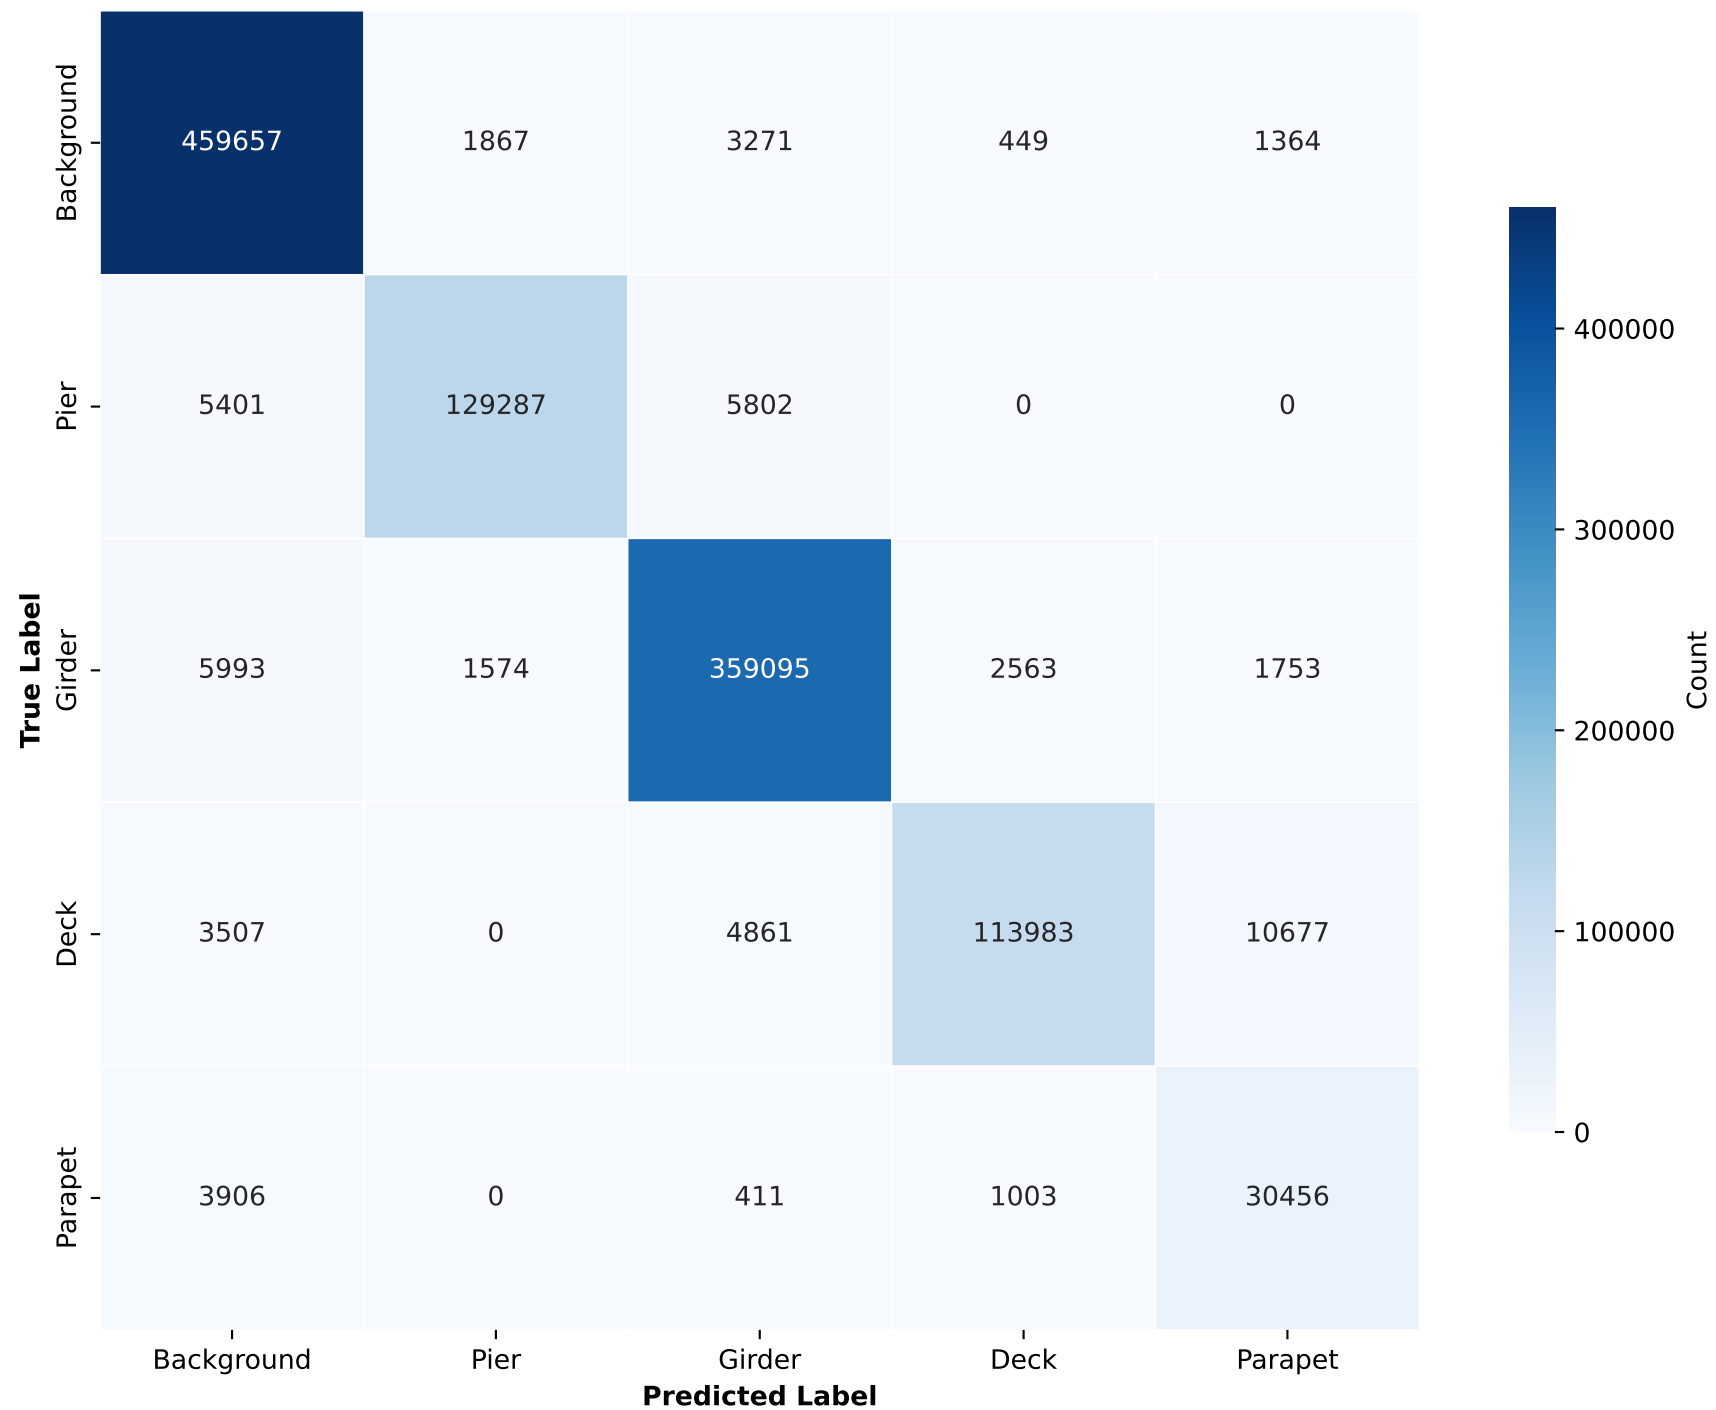 True Label
Background
459657 1867 3271 449 1364
Pier
5401 129287 5802 0 0
Girder
5993 1574 359095 2563 1753
Deck
3507 0 4861 113983 10677
Parapet
3906 0 411 1003 30456
Background Pier Girder Deck Parapet
Predicted Label
400000
300000
200000
100000
0
Count